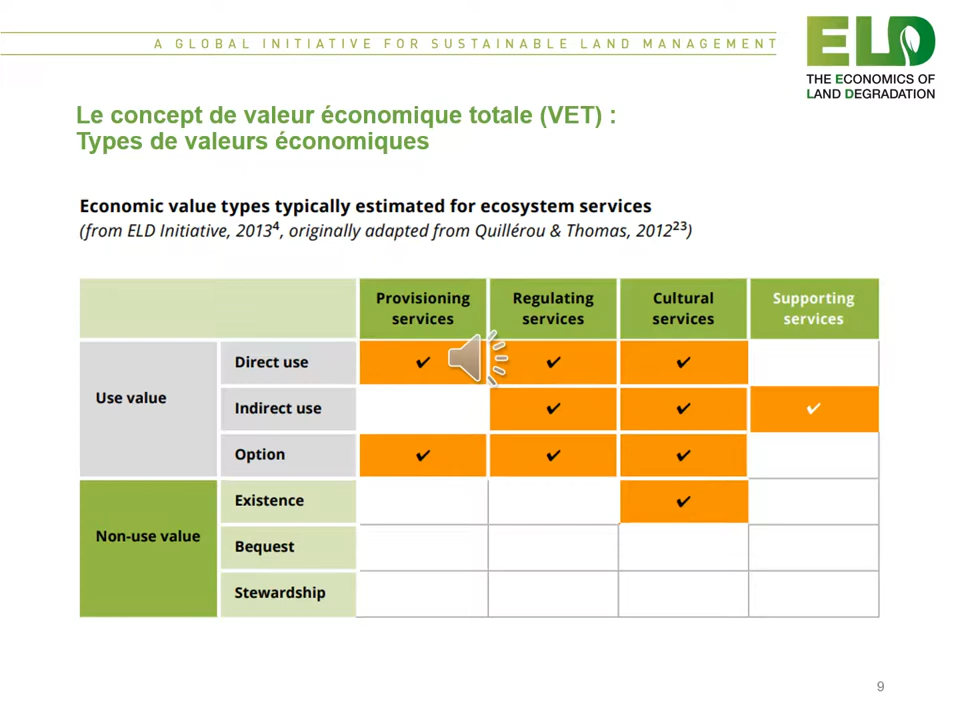 A GLOBAL INITIATIVE FOR SUSTAINABLE LAND MANAGEMENT
ELD
THE ECONOMICS OF
LAND DEGRADATION
Le concept de valeur économique totale (VET) :
Types de valeurs économiques
Economic value types typically estimated for ecosystem services
(from ELD Initiative, 2013⁴, originally adapted from Quillérou & Thomas, 2012²³)
Provisioning services
Regulating services
Cultural services
Supporting services
Use value
Direct use ✔ ✔ ✔
Indirect use ✔ ✔ ✔
Option ✔ ✔ ✔
Non-use value
Existence ✔
Bequest
Stewardship
9